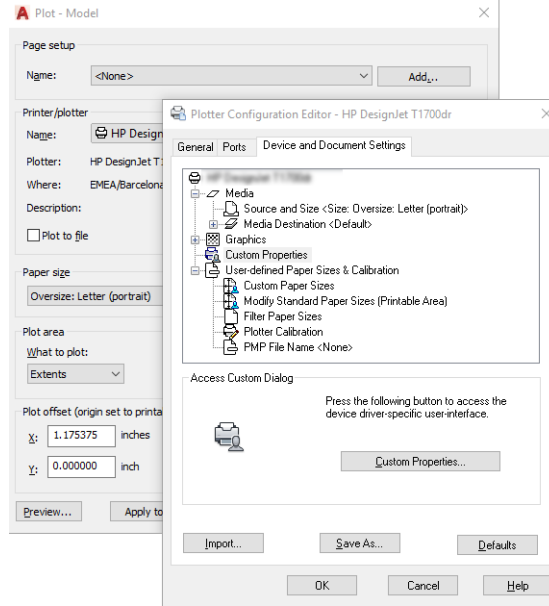 Plot - Model
Page setup
Name: <None> Add...
Printer/plotter
Name: HP Design
Plotter: HP DesignJet T1
Where: EMEA/Barcelona
Description:
Plot to file
Paper size
Oversize: Letter (portrait)
Plot area
What to plot:
Extents
Plot offset (origin set to printa
X: 1.175375 inches
Y: 0.000000 inch
Preview... Apply to
Plotter Configuration Editor - HP DesignJet T1700dr
General Ports Device and Document Settings
Media
Source and Size <Size: Oversize: Letter (portrait)>
Media Destination <Default>
Graphics
Custom Properties
User-defined Paper Sizes & Calibration
Custom Paper Sizes
Modify Standard Paper Sizes (Printable Area)
Filter Paper Sizes
Plotter Calibration
PMP File Name <None>
Access Custom Dialog
Press the following button to access the
device driver-specific user-interface.
Custom Properties...
Import... Save As... Defaults
OK Cancel Help